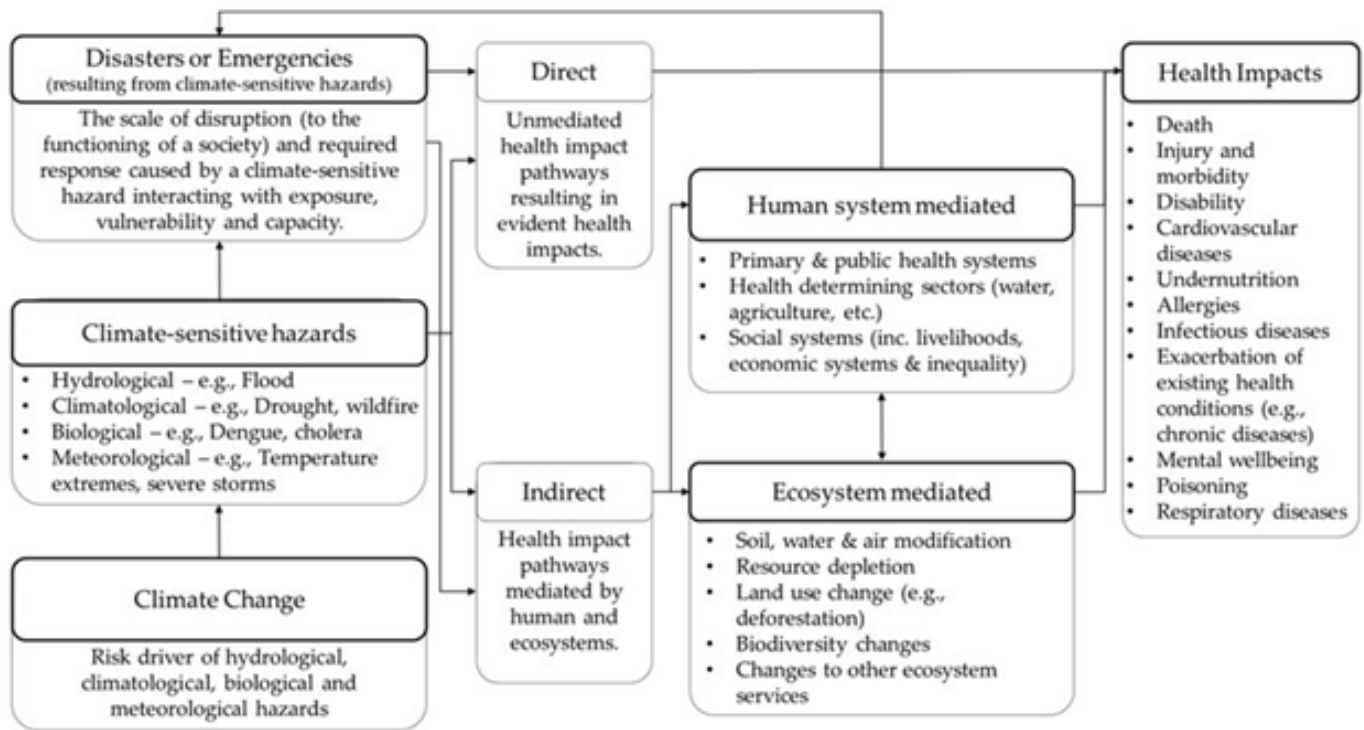 Disasters or Emergencies
(resulting from climate-sensitive hazards)
The scale of disruption (to the
functioning of a society) and required
response caused by a climate-sensitive
hazard interacting with exposure,
vulnerability and capacity.
Climate-sensitive hazards
• Hydrological – e.g., Flood
• Climatological – e.g., Drought, wildfire
• Biological – e.g., Dengue, cholera
• Meteorological – e.g., Temperature
extremes, severe storms
Climate Change
Risk driver of hydrological,
climatological, biological and
meteorological hazards
Direct
Unmediated
health impact
pathways
resulting in
evident health
impacts.
Indirect
Health impact
pathways
mediated by
human and
ecosystems.
Human system mediated
• Primary & public health systems
• Health determining sectors (water,
agriculture, etc.)
• Social systems (inc. livelihoods,
economic systems & inequality)
Ecosystem mediated
• Soil, water & air modification
• Resource depletion
• Land use change (e.g.,
deforestation)
• Biodiversity changes
• Changes to other ecosystem
services
Health Impacts
• Death
• Injury and
morbidity
• Disability
• Cardiovascular
diseases
• Undernutrition
• Allergies
• Infectious diseases
• Exacerbation of
existing health
conditions (e.g.,
chronic diseases)
• Mental wellbeing
• Poisoning
• Respiratory diseases